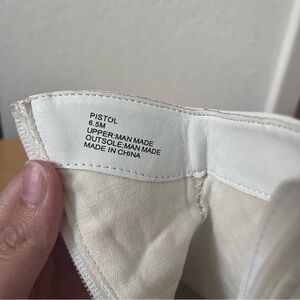 PISTOL
6.5M
UPPER:MAN MADE
OUTSOLE:MAN MADE
MADE IN CHINA